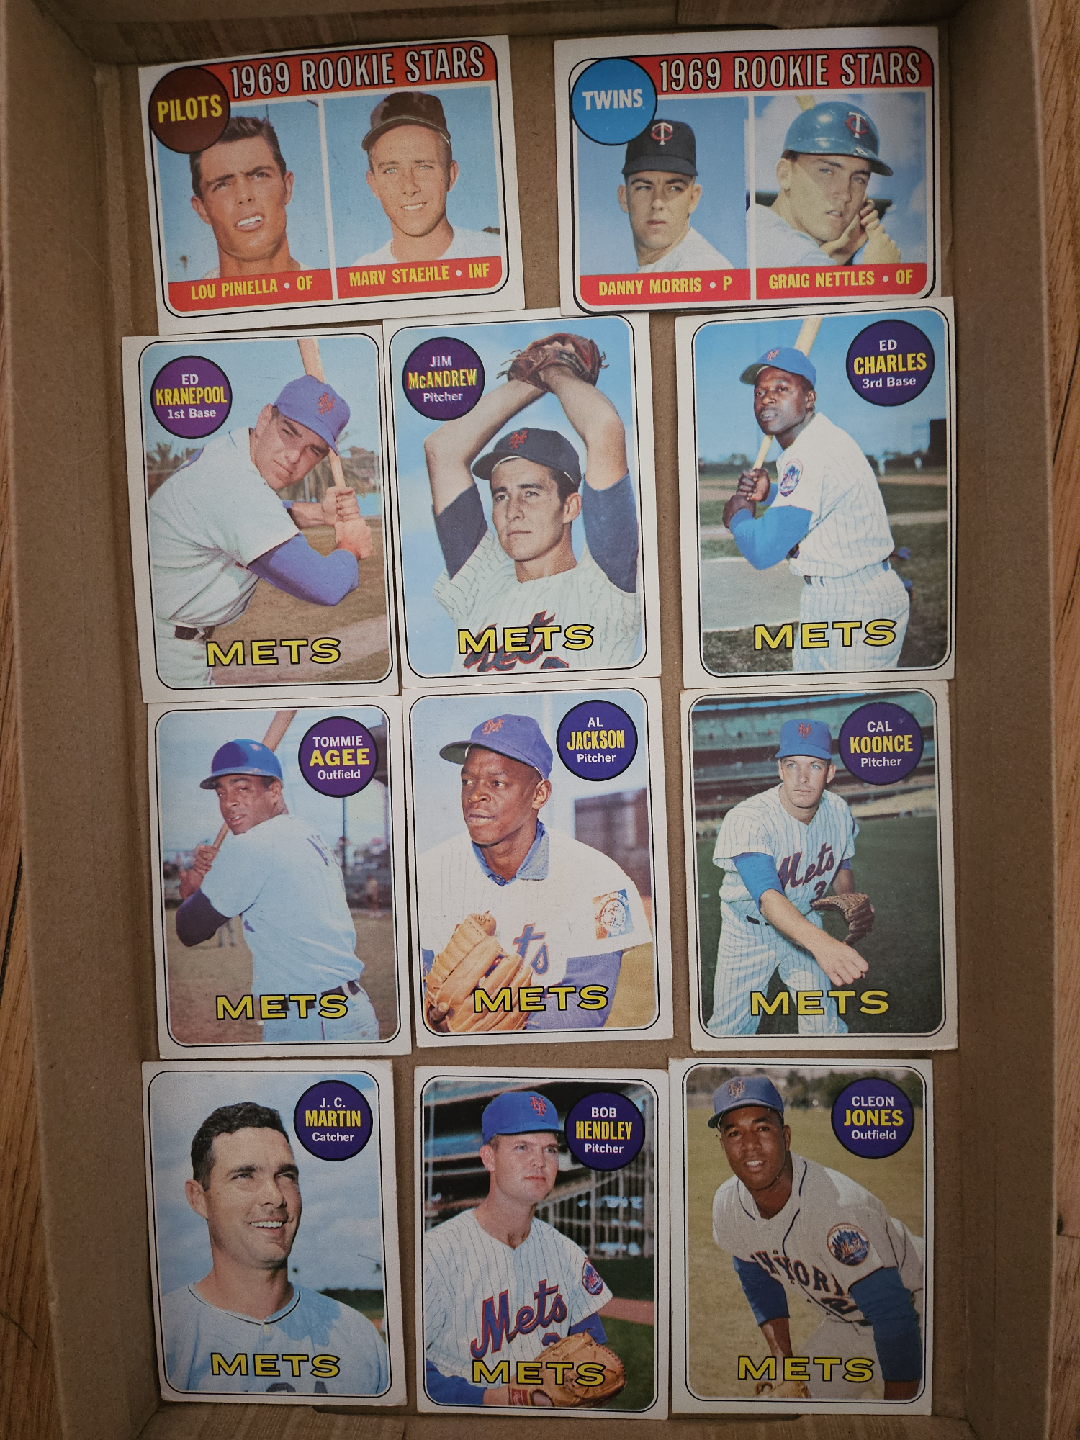 PILOTS
1969 ROOKIE STARS
LOU PINIELLA • OF
MARV STAEHLE • INF
TWINS
1969 ROOKIE STARS
DANNY MORRIS • P
GRAIG NETTLES • OF
ED
KRANEPOOL
1st Base
METS
JIM
McANDREW
Pitcher
Mets
METS
ED
CHARLES
3rd Base
METS
TOMMIE
AGEE
Outfield
METS
AL
JACKSON
Pitcher
ts
METS
CAL
KOONCE
Pitcher
Mets
METS
J. C.
MARTIN
Catcher
METS
BOB
HENDLEY
Pitcher
Mets
METS
CLEON
JONES
Outfield
METS